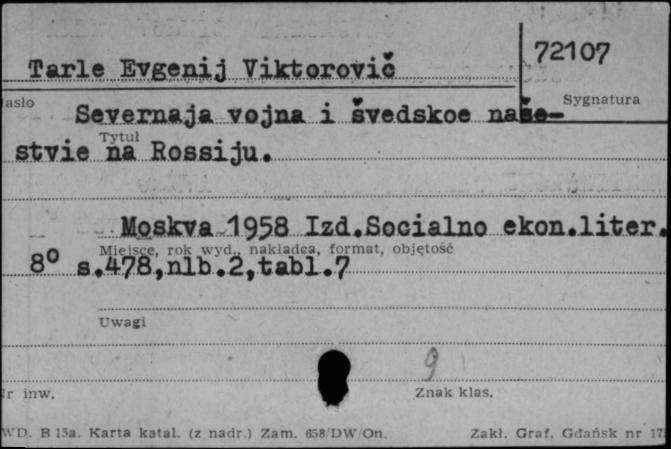 72107
Tarle Evgenij Viktorovič
asło
Sygnatura
Severnaja vojna i švedskoe naše-
Tytuł
stvie na Rossiju.
Moskva 1958 Izd.Socialno ekon.liter.
Miejsce, rok wyd., nakładca, format, objętość
8° s.478,nlb.2,tabl.7
Uwagi
9
Nr inw.
Znak klas.
WD. B 15a. Karta katal. (z nadr.) Zam. 658/DW/On.
Zakł. Graf. Gdańsk nr 17